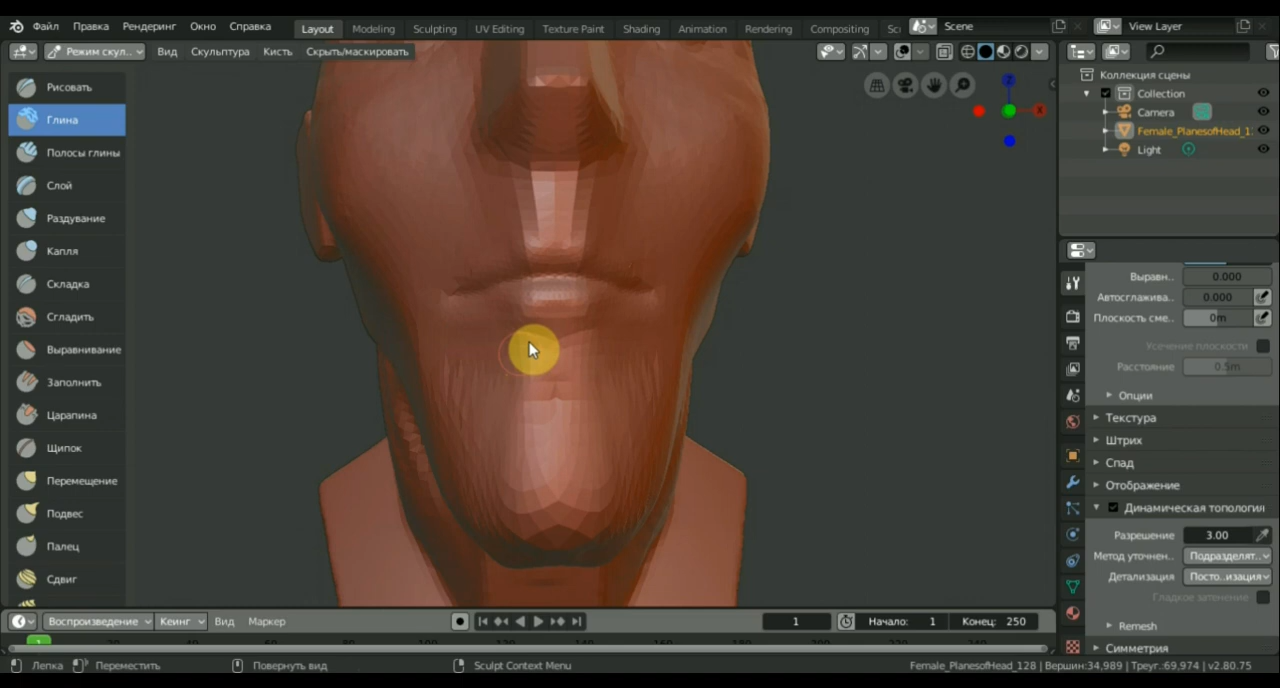 Файл Правка Рендеринг Окно Справка Layout Modeling Sculpting UV Editing Texture Paint Shading Animation Rendering Compositing Sc Scene View Layer
Режим скул.. Вид Скульптура Кисть Скрыть/маскировать
Рисовать
Глина
Полосы глины
Слой
Раздувание
Капля
Складка
Сгладить
Выравнивание
Заполнить
Царапина
Щипок
Перемещение
Подвес
Палец
Сдвиг
Z
X
Коллекция сцены
Collection
Camera
Female_PlanesofHead_1
Light
Выравн.. 0.000
Автосглажива.. 0.000
Плоскость сме.. 0m
Усечение плоскости
Расстояние 0.5m
Опции
Текстура
Штрих
Спад
Отображение
Динамическая топология
Разрешение 3.00
Метод уточнен.. Подразделят..
Детализация Посто..изация
Гладкое затенение
Remesh
Симметрия
Воспроизведение Кеинг Вид Маркер 1 Начало: 1 Конец: 250
1
Лепка Переместить Повернуть вид Sculpt Context Menu Female_PlanesofHead_128 | Вершин:34,989 | Треуг.:69,974 | v2.80.75